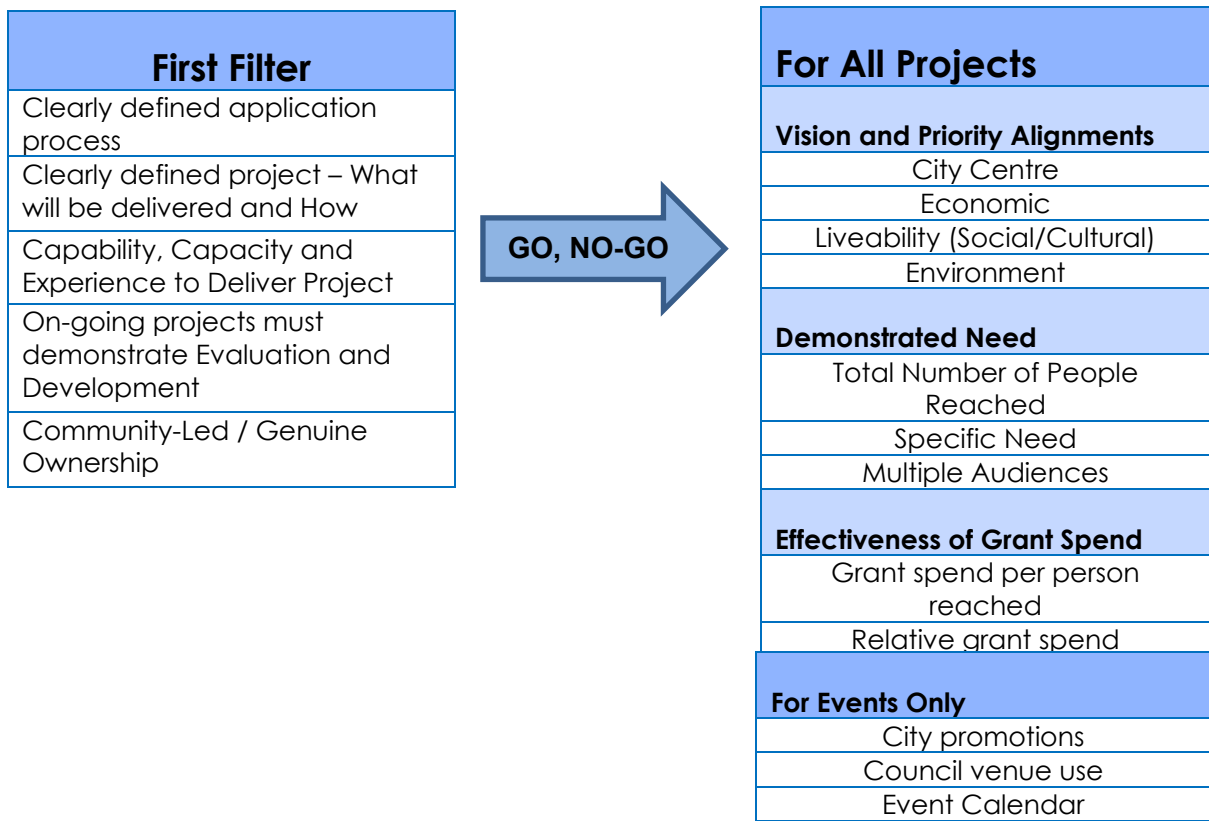 First Filter
Clearly defined application
process
Clearly defined project – What
will be delivered and How
Capability, Capacity and
Experience to Deliver Project
On-going projects must
demonstrate Evaluation and
Development
Community-Led / Genuine
Ownership
GO, NO-GO
For All Projects
Vision and Priority Alignments
City Centre
Economic
Liveability (Social/Cultural)
Environment
Demonstrated Need
Total Number of People
Reached
Specific Need
Multiple Audiences
Effectiveness of Grant Spend
Grant spend per person
reached
Relative grant spend
For Events Only
City promotions
Council venue use
Event Calendar